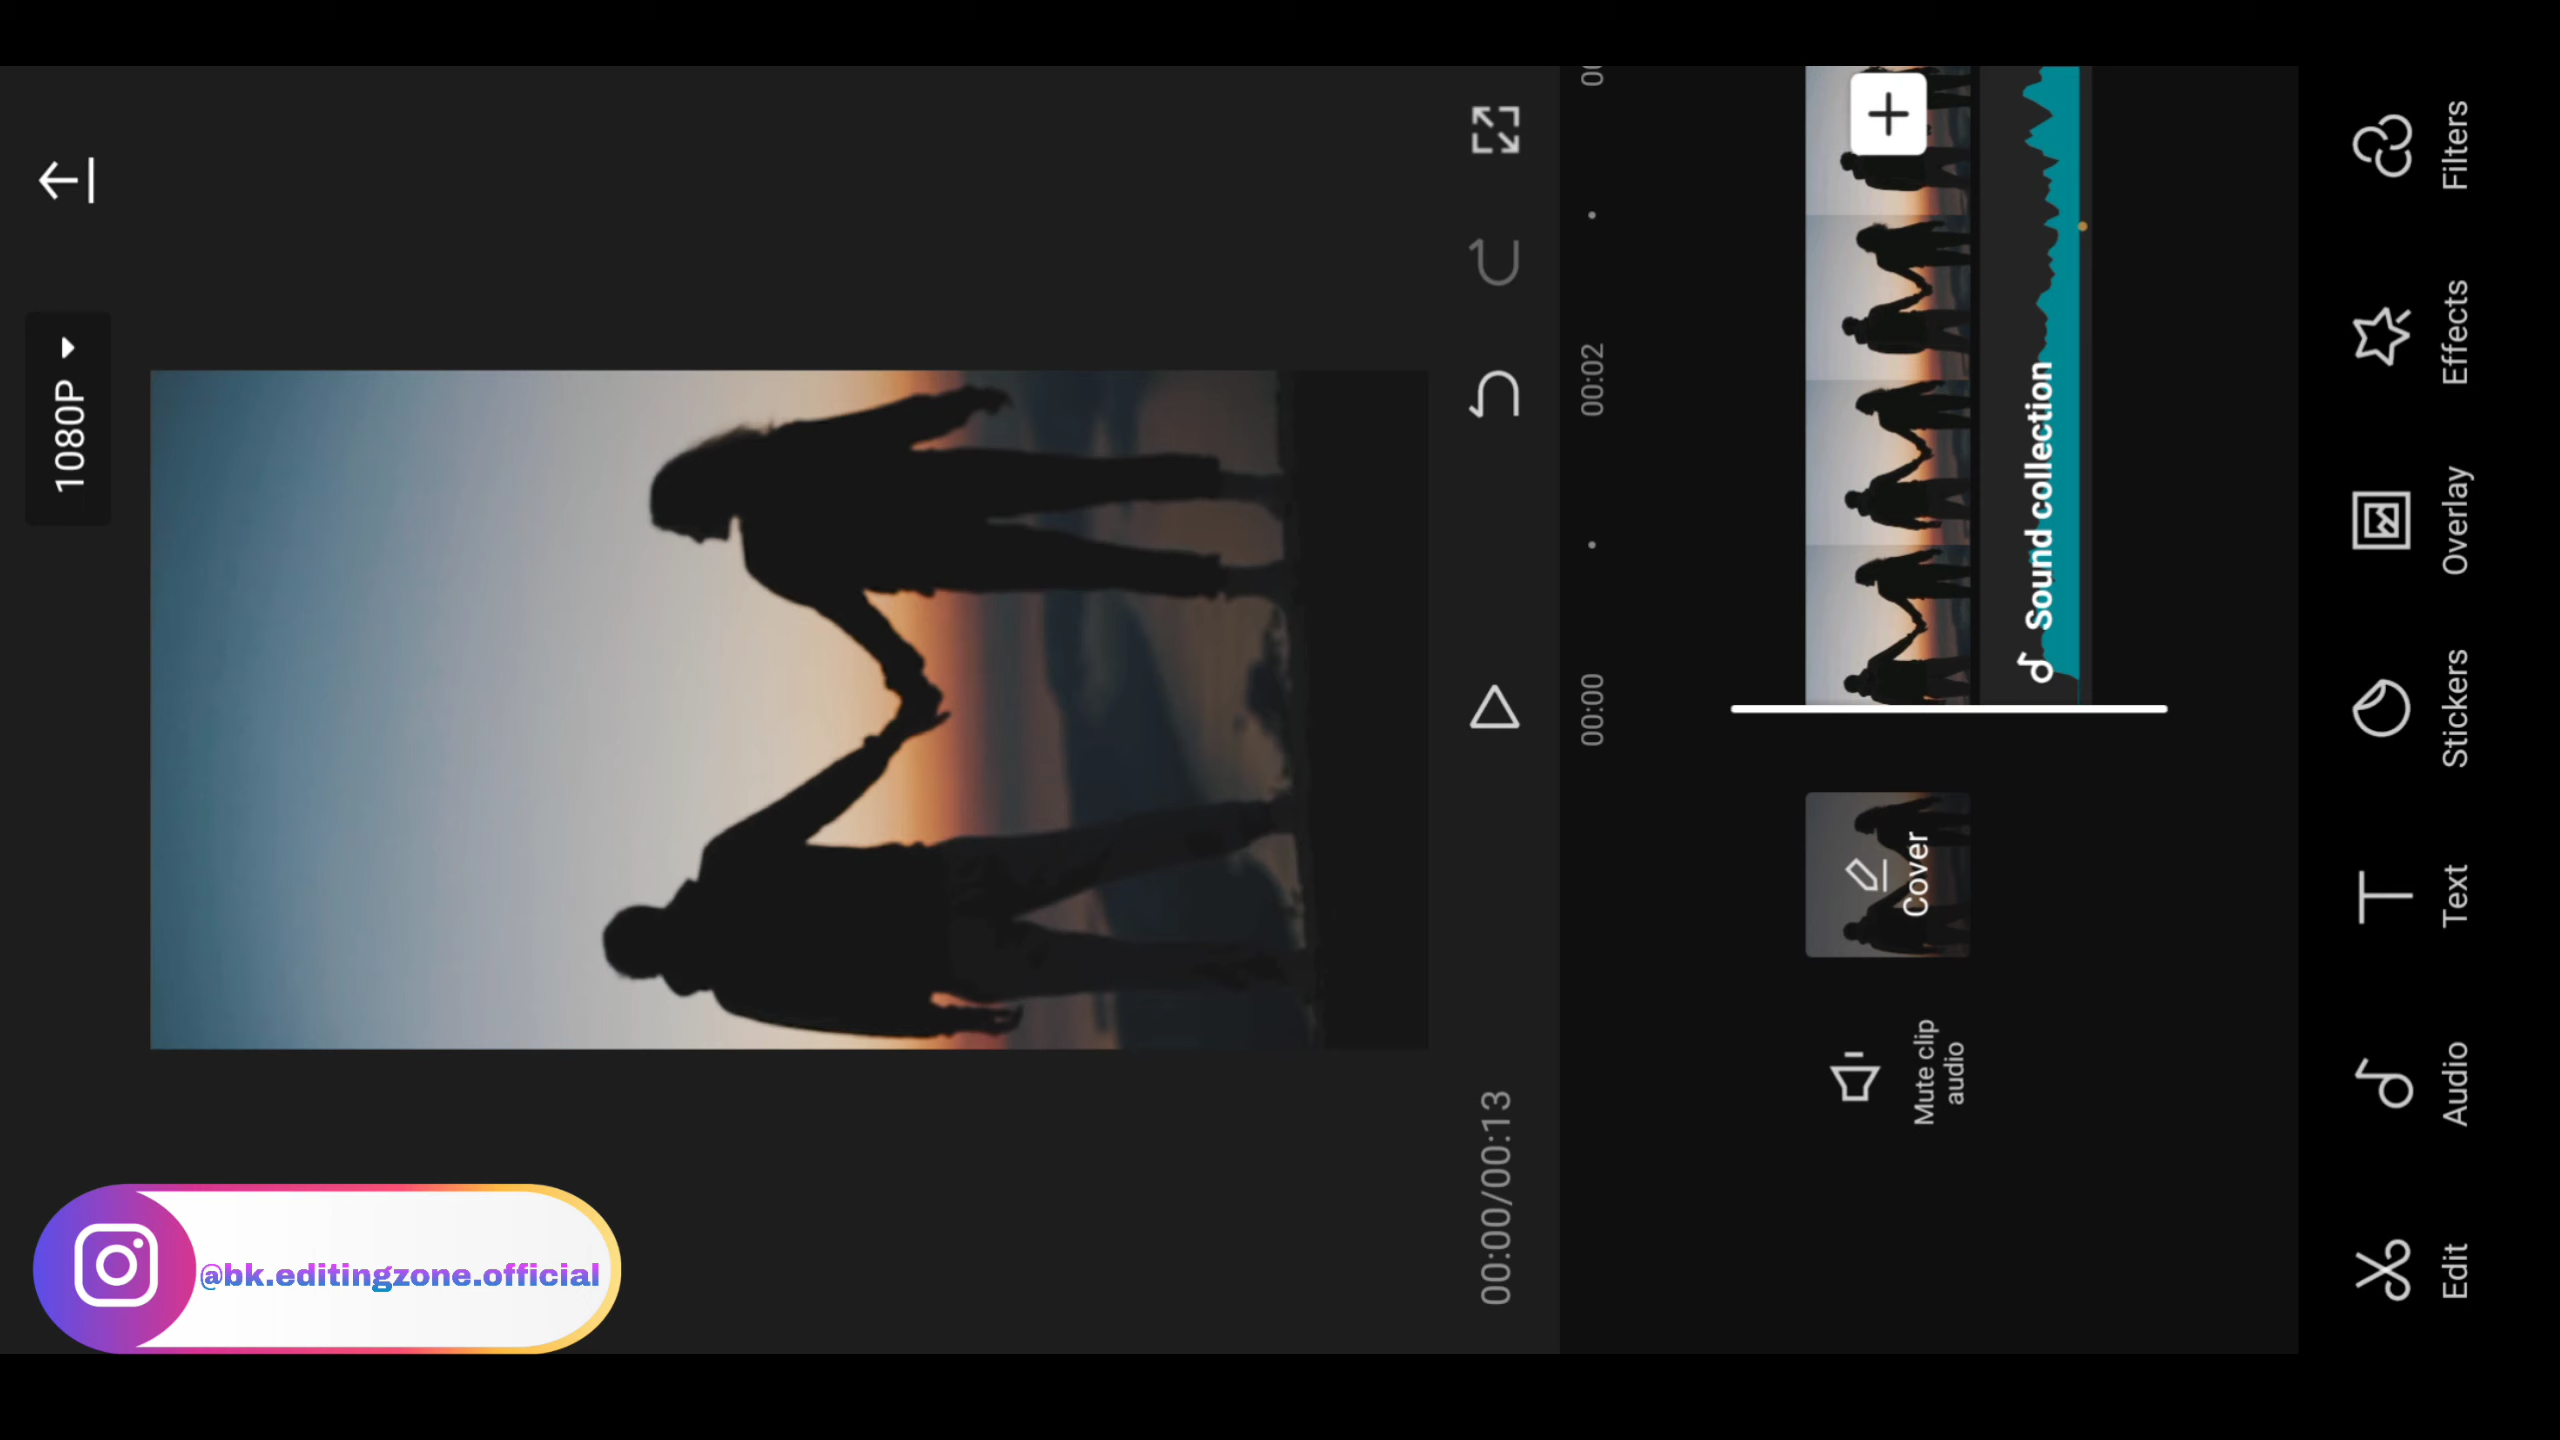 1080P
00:00/00:13
00:00
00:02
00
Mute clip
audio
Cover
Sound collection
Edit
Audio
Text
Stickers
Overlay
Effects
Filters
@bk.editingzone.official